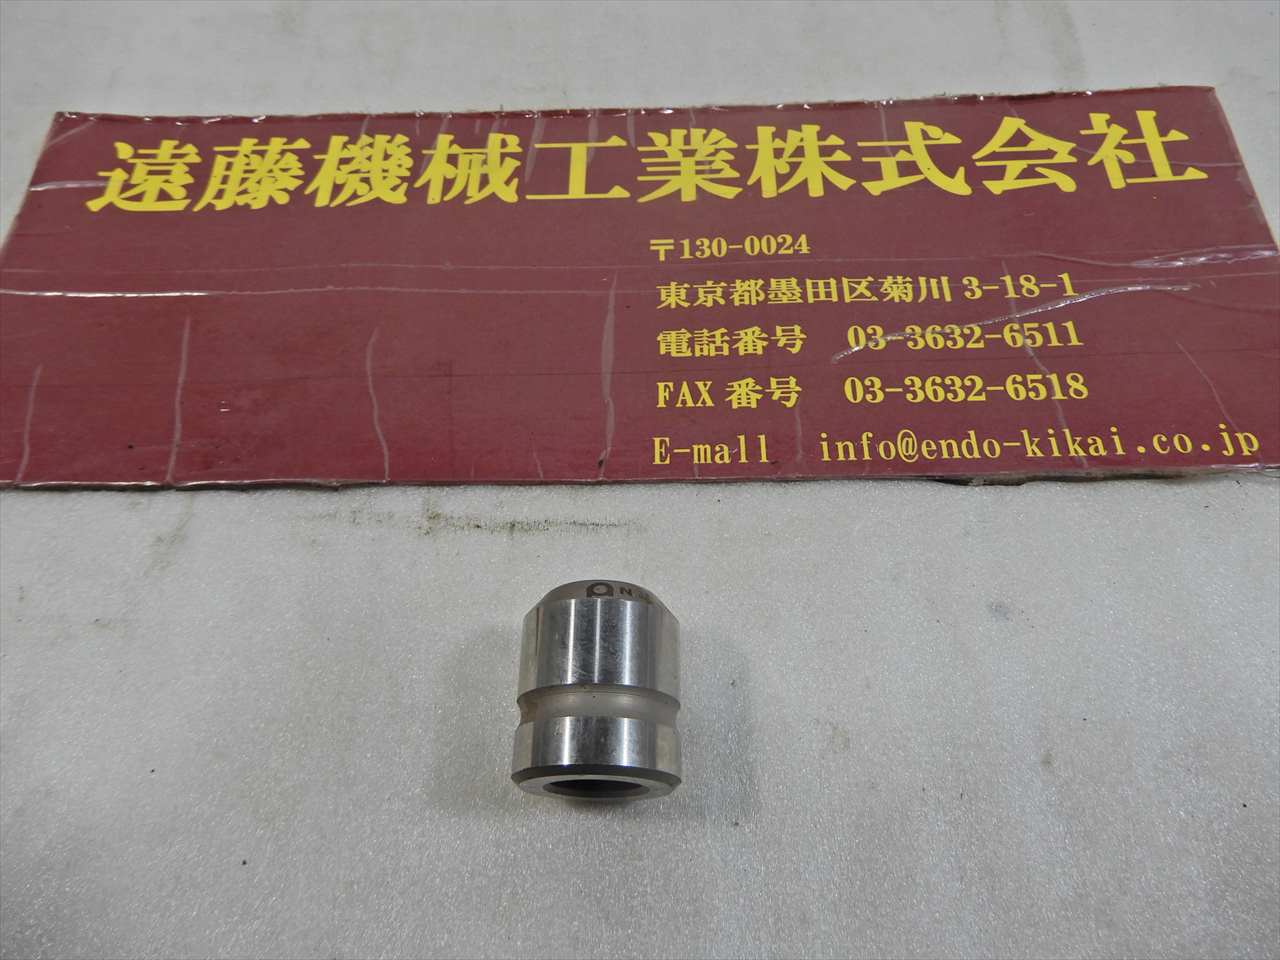 遠藤機械工業株式会社
〒130-0024
東京都墨田区菊川 3-18-1
電話番号 03-3632-6511
FAX 番号 03-3632-6518
E-mall info@endo-kikai.co.jp
N